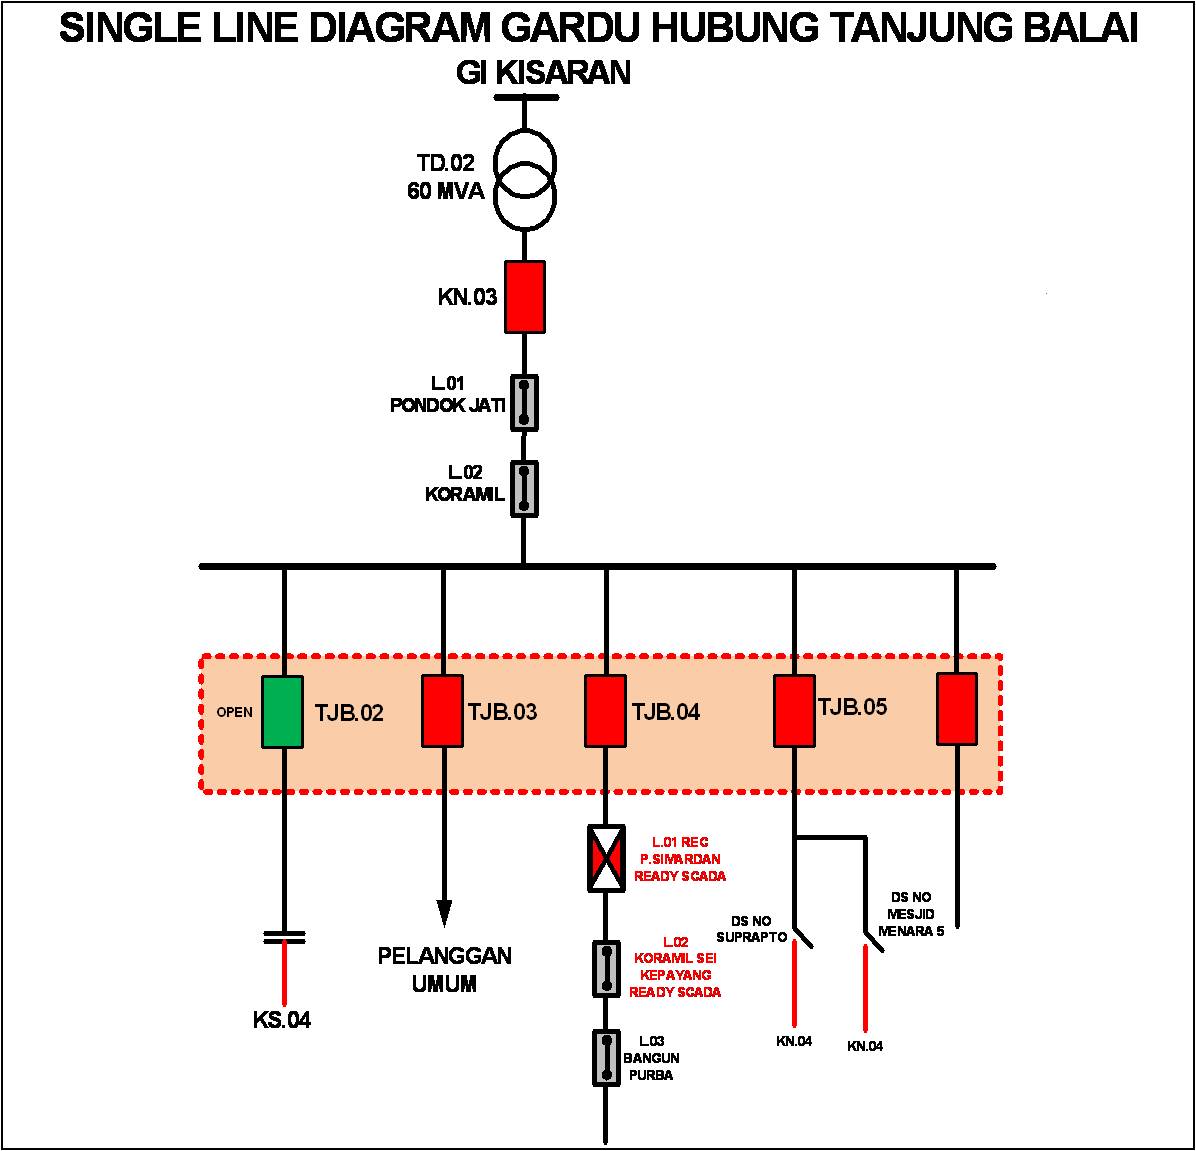 SINGLE LINE DIAGRAM GARDU HUBUNG TANJUNG BALAI
GI KISARAN
TD.02
60 MVA
KN.03
L.01
PONDOK JATI
L.02
KORAMIL
OPEN
TJB.02
TJB.03
TJB.04
TJB.05
L.01 REC
P.SIMARDAN
READY SCADA
DS NO
SUPRAPTO
DS NO
MESJID
MENARA 5
PELANGGAN
UMUM
L.02
KORAMIL SEI
KEPAYANG
READY SCADA
KS.04
L.03
BANGUN
PURBA
KN.04
KN.04